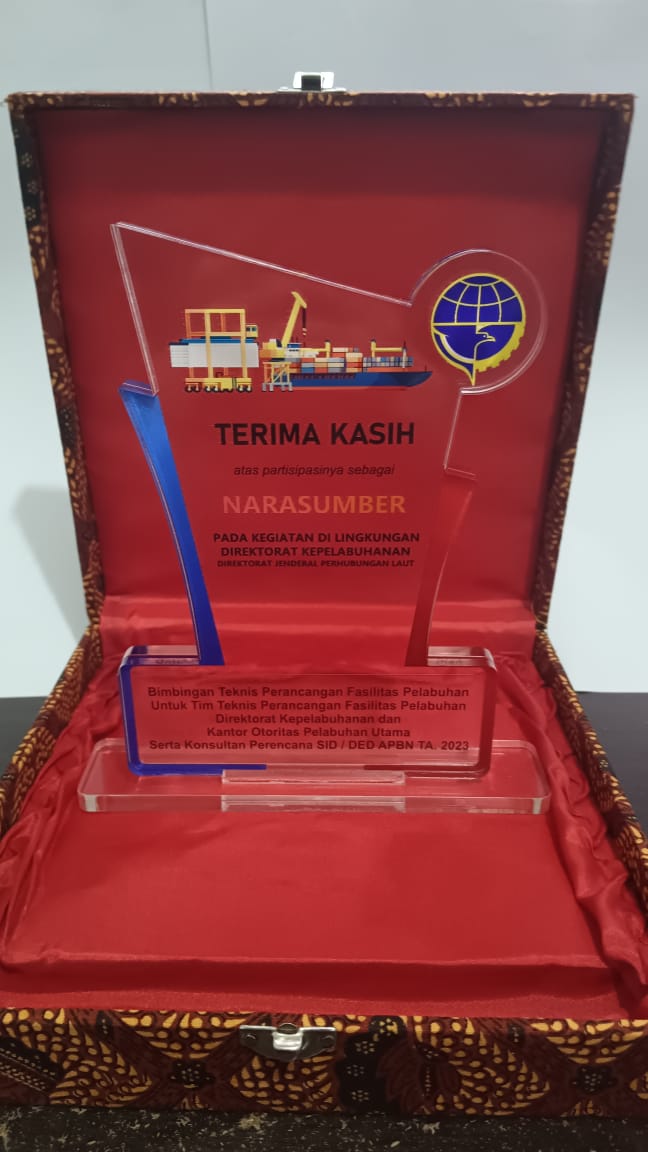 TERIMA KASIH
atas partisipasinya sebagai
NARASUMBER
PADA KEGIATAN DI LINGKUNGAN
DIREKTORAT KEPELABUHANAN
DIREKTORAT JENDERAL PERHUBUNGAN LAUT
Bimbingan Teknis Perancangan Fasilitas Pelabuhan
Untuk Tim Teknis Perancangan Fasilitas Pelabuhan
Direktorat Kepelabuhanan dan
Kantor Otoritas Pelabuhan Utama
Serta Konsultan Perencana SID / DED APBN TA. 2023